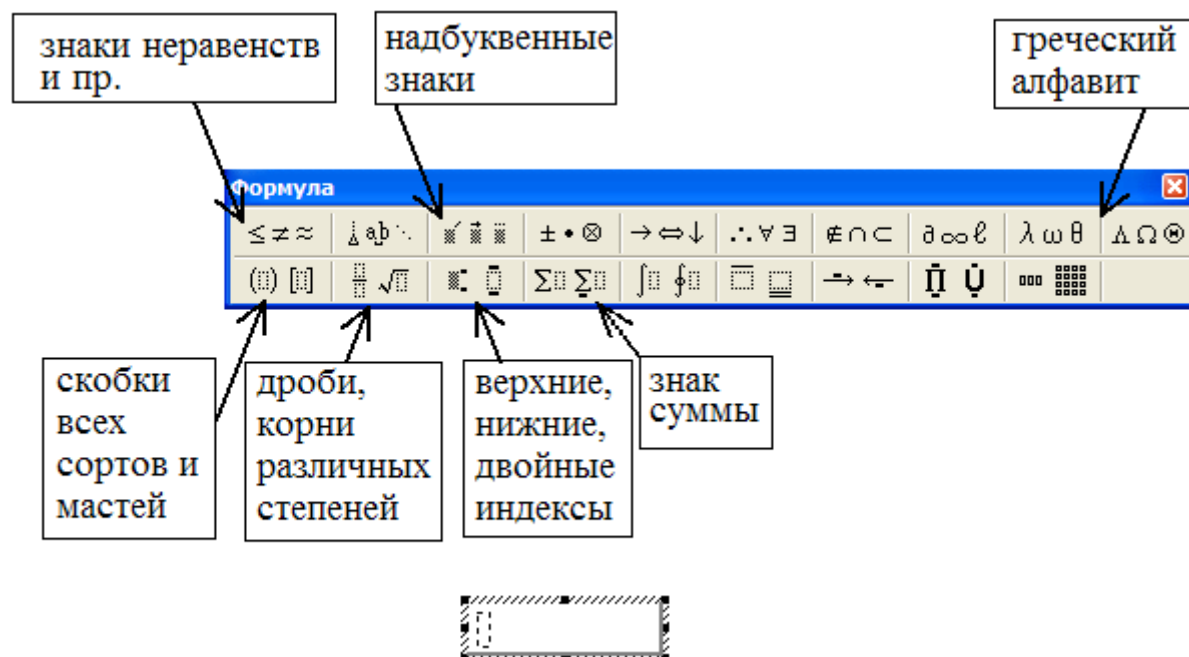 знаки неравенств
и пр.
надбуквенные
знаки
греческий
алфавит
Формула
≤ ≠ ≈ ab ⋱ ± • ⊗ → ⇔ ↓ ∴ ∀ ∃ ∉ ∩ ⊂ ∂ ∞ ℓ λ ω θ Λ Ω Θ
(▯) [▯] √▯ Σ▯ Σ▯ ∫▯ ∮▯ → ← Π Ụ
скобки
всех
сортов и
мастей
дроби,
корни
различных
степеней
верхние,
нижние,
двойные
индексы
знак
суммы